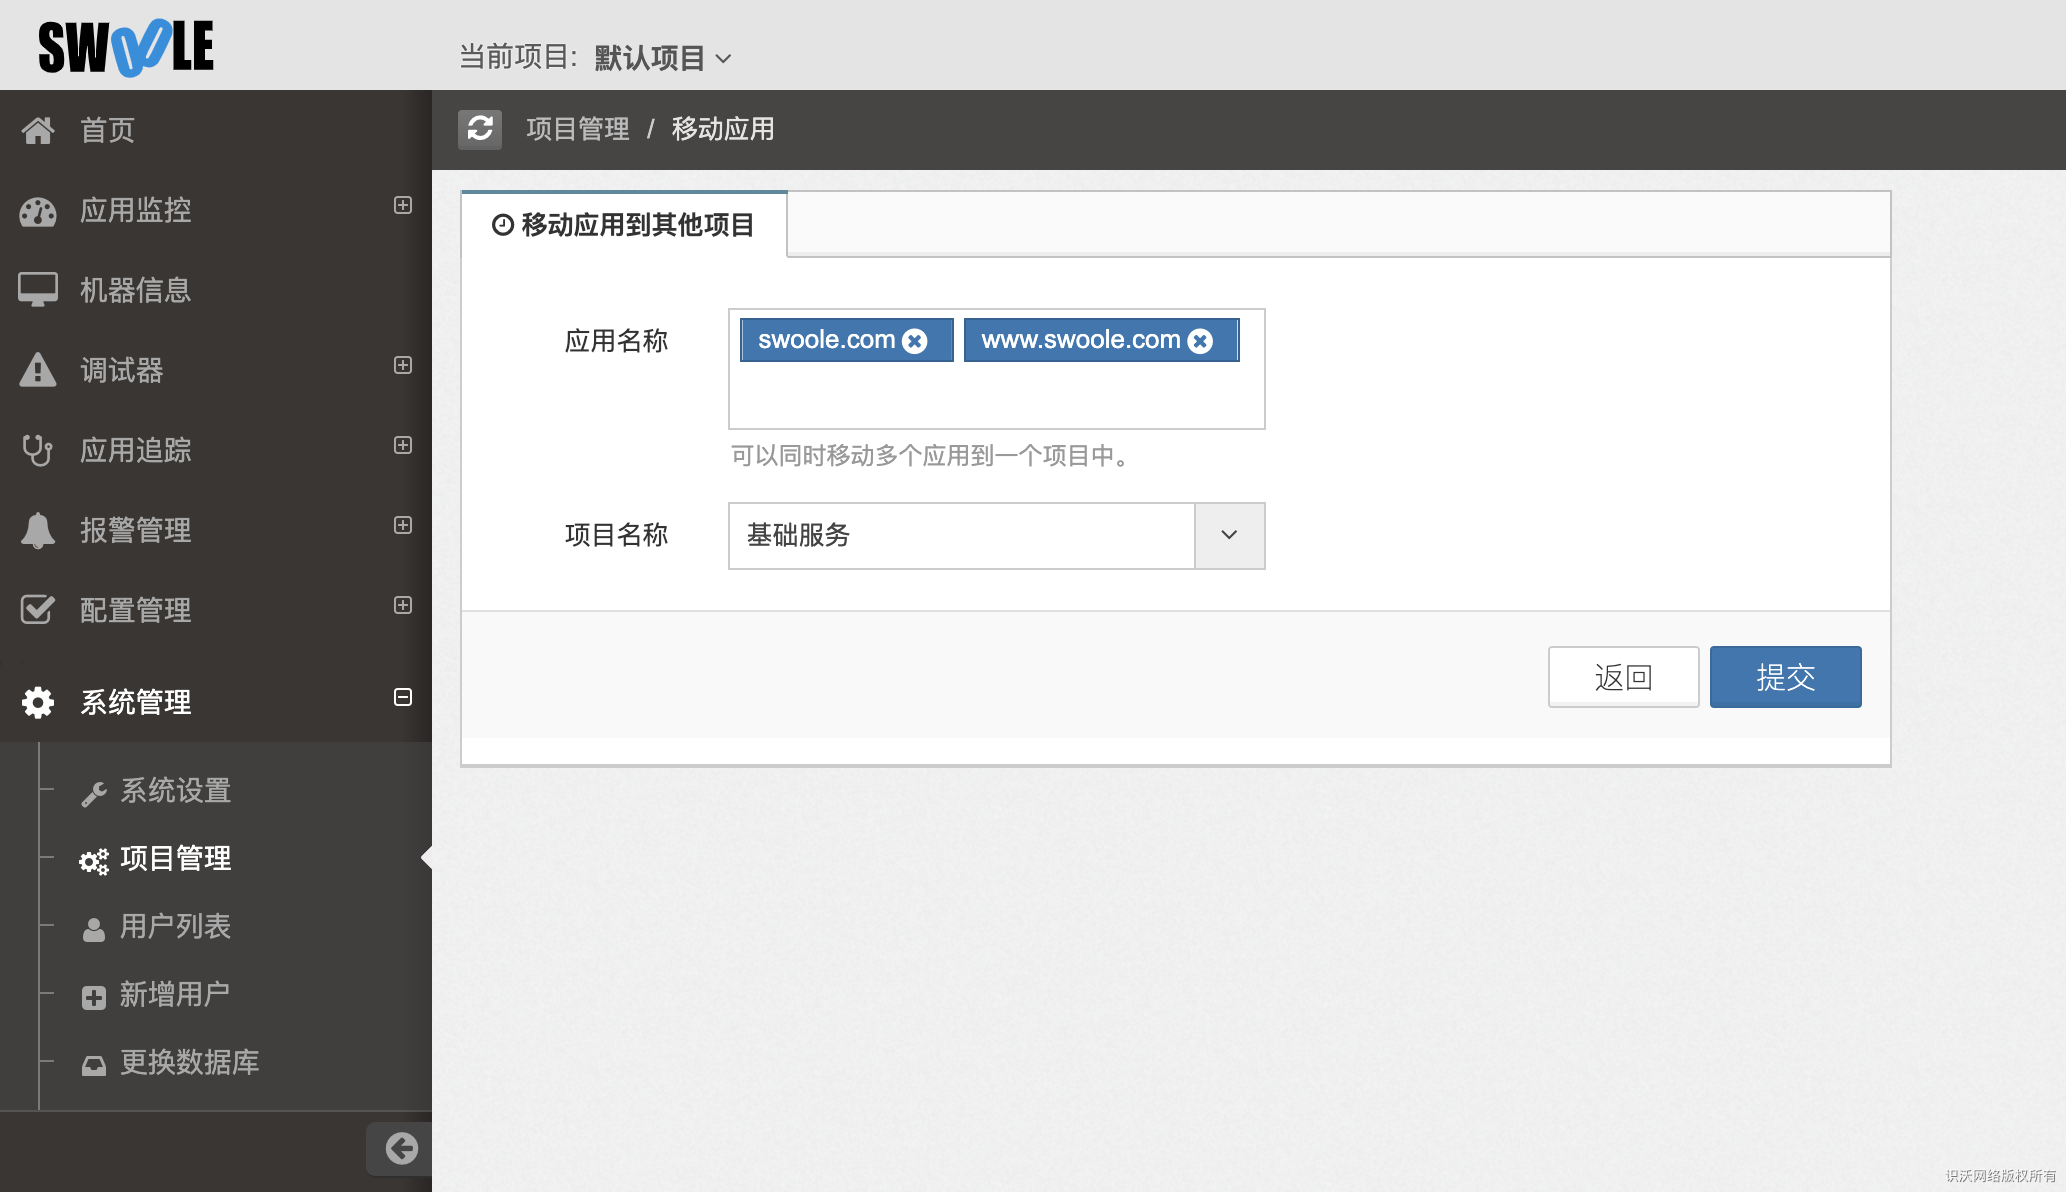 SWOOLE
当前项目: 默认项目
首页
应用监控
机器信息
调试器
应用追踪
报警管理
配置管理
系统管理
系统设置
项目管理
用户列表
新增用户
更换数据库
项目管理 / 移动应用
移动应用到其他项目
应用名称
swoole.com www.swoole.com
可以同时移动多个应用到一个项目中。
项目名称
基础服务
返回 提交
识沃网络版权所有